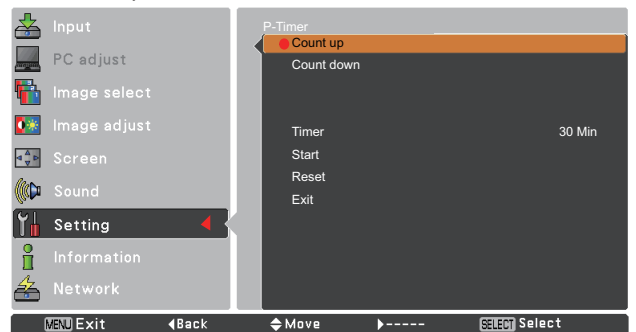 Input
PC adjust
Image select
Image adjust
Screen
Sound
Setting
Information
Network
P-Timer
Count up
Count down
Timer 30 Min
Start
Reset
Exit
MENU Exit Back Move ----- SELECT Select